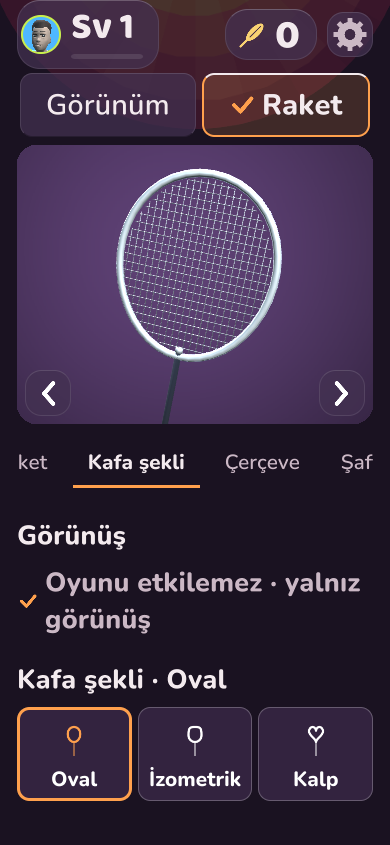 Sv 1
0
Görünüm
Raket
ket
Kafa şekli
Çerçeve
Şaf
Görünüş
Oyunu etkilemez · yalnız
görünüş
Kafa şekli · Oval
Oval
İzometrik
Kalp